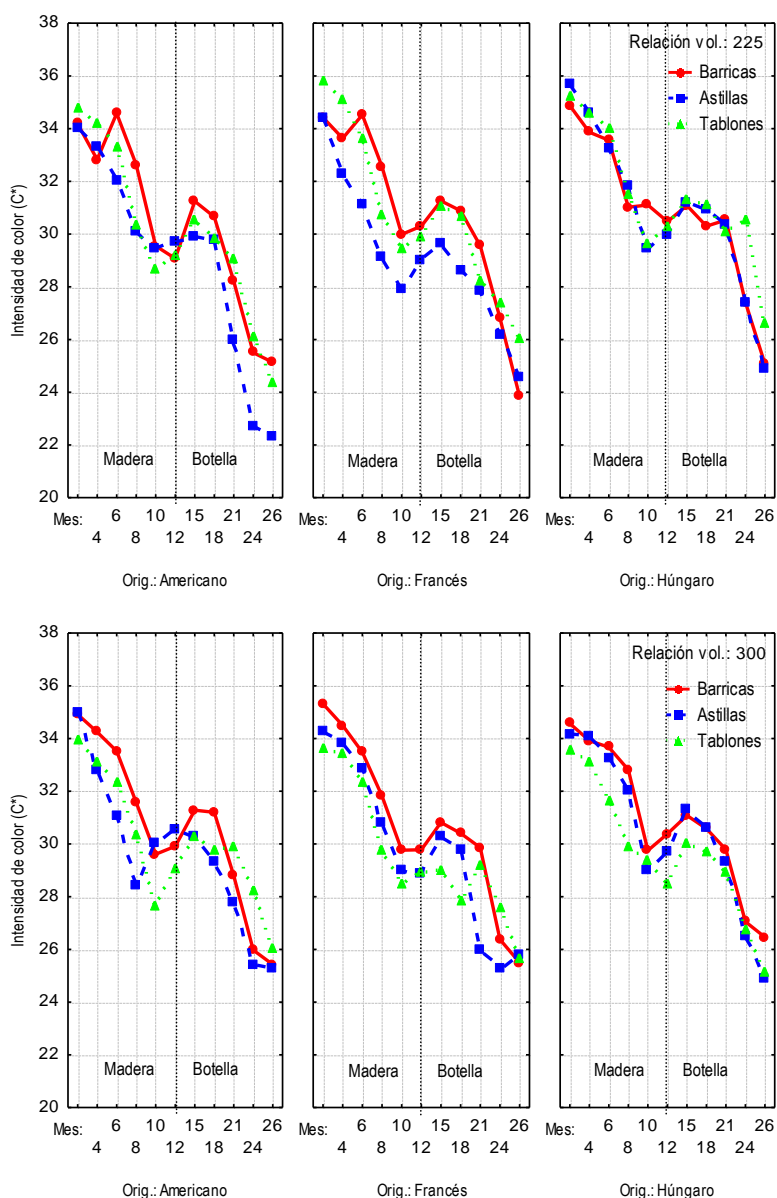 38
36
34
32
30
28
26
24
22
20
Intensidad de color (C*)
Relación vol.: 225
Barricas
Astillas
Tablones
Madera Botella
Madera Botella
Madera Botella
Mes: 6 10 15 21 26
4 8 12 18 24
Mes: 6 10 15 21 26
4 8 12 18 24
Mes: 6 10 15 21 26
4 8 12 18 24
Orig.: Americano
Orig.: Francés
Orig.: Húngaro
38
36
34
32
30
28
26
24
22
20
Intensidad de color (C*)
Relación vol.: 300
Barricas
Astillas
Tablones
Madera Botella
Madera Botella
Madera Botella
Mes: 6 10 15 21 26
4 8 12 18 24
Mes: 6 10 15 21 26
4 8 12 18 24
Mes: 6 10 15 21 26
4 8 12 18 24
Orig.: Americano
Orig.: Francés
Orig.: Húngaro